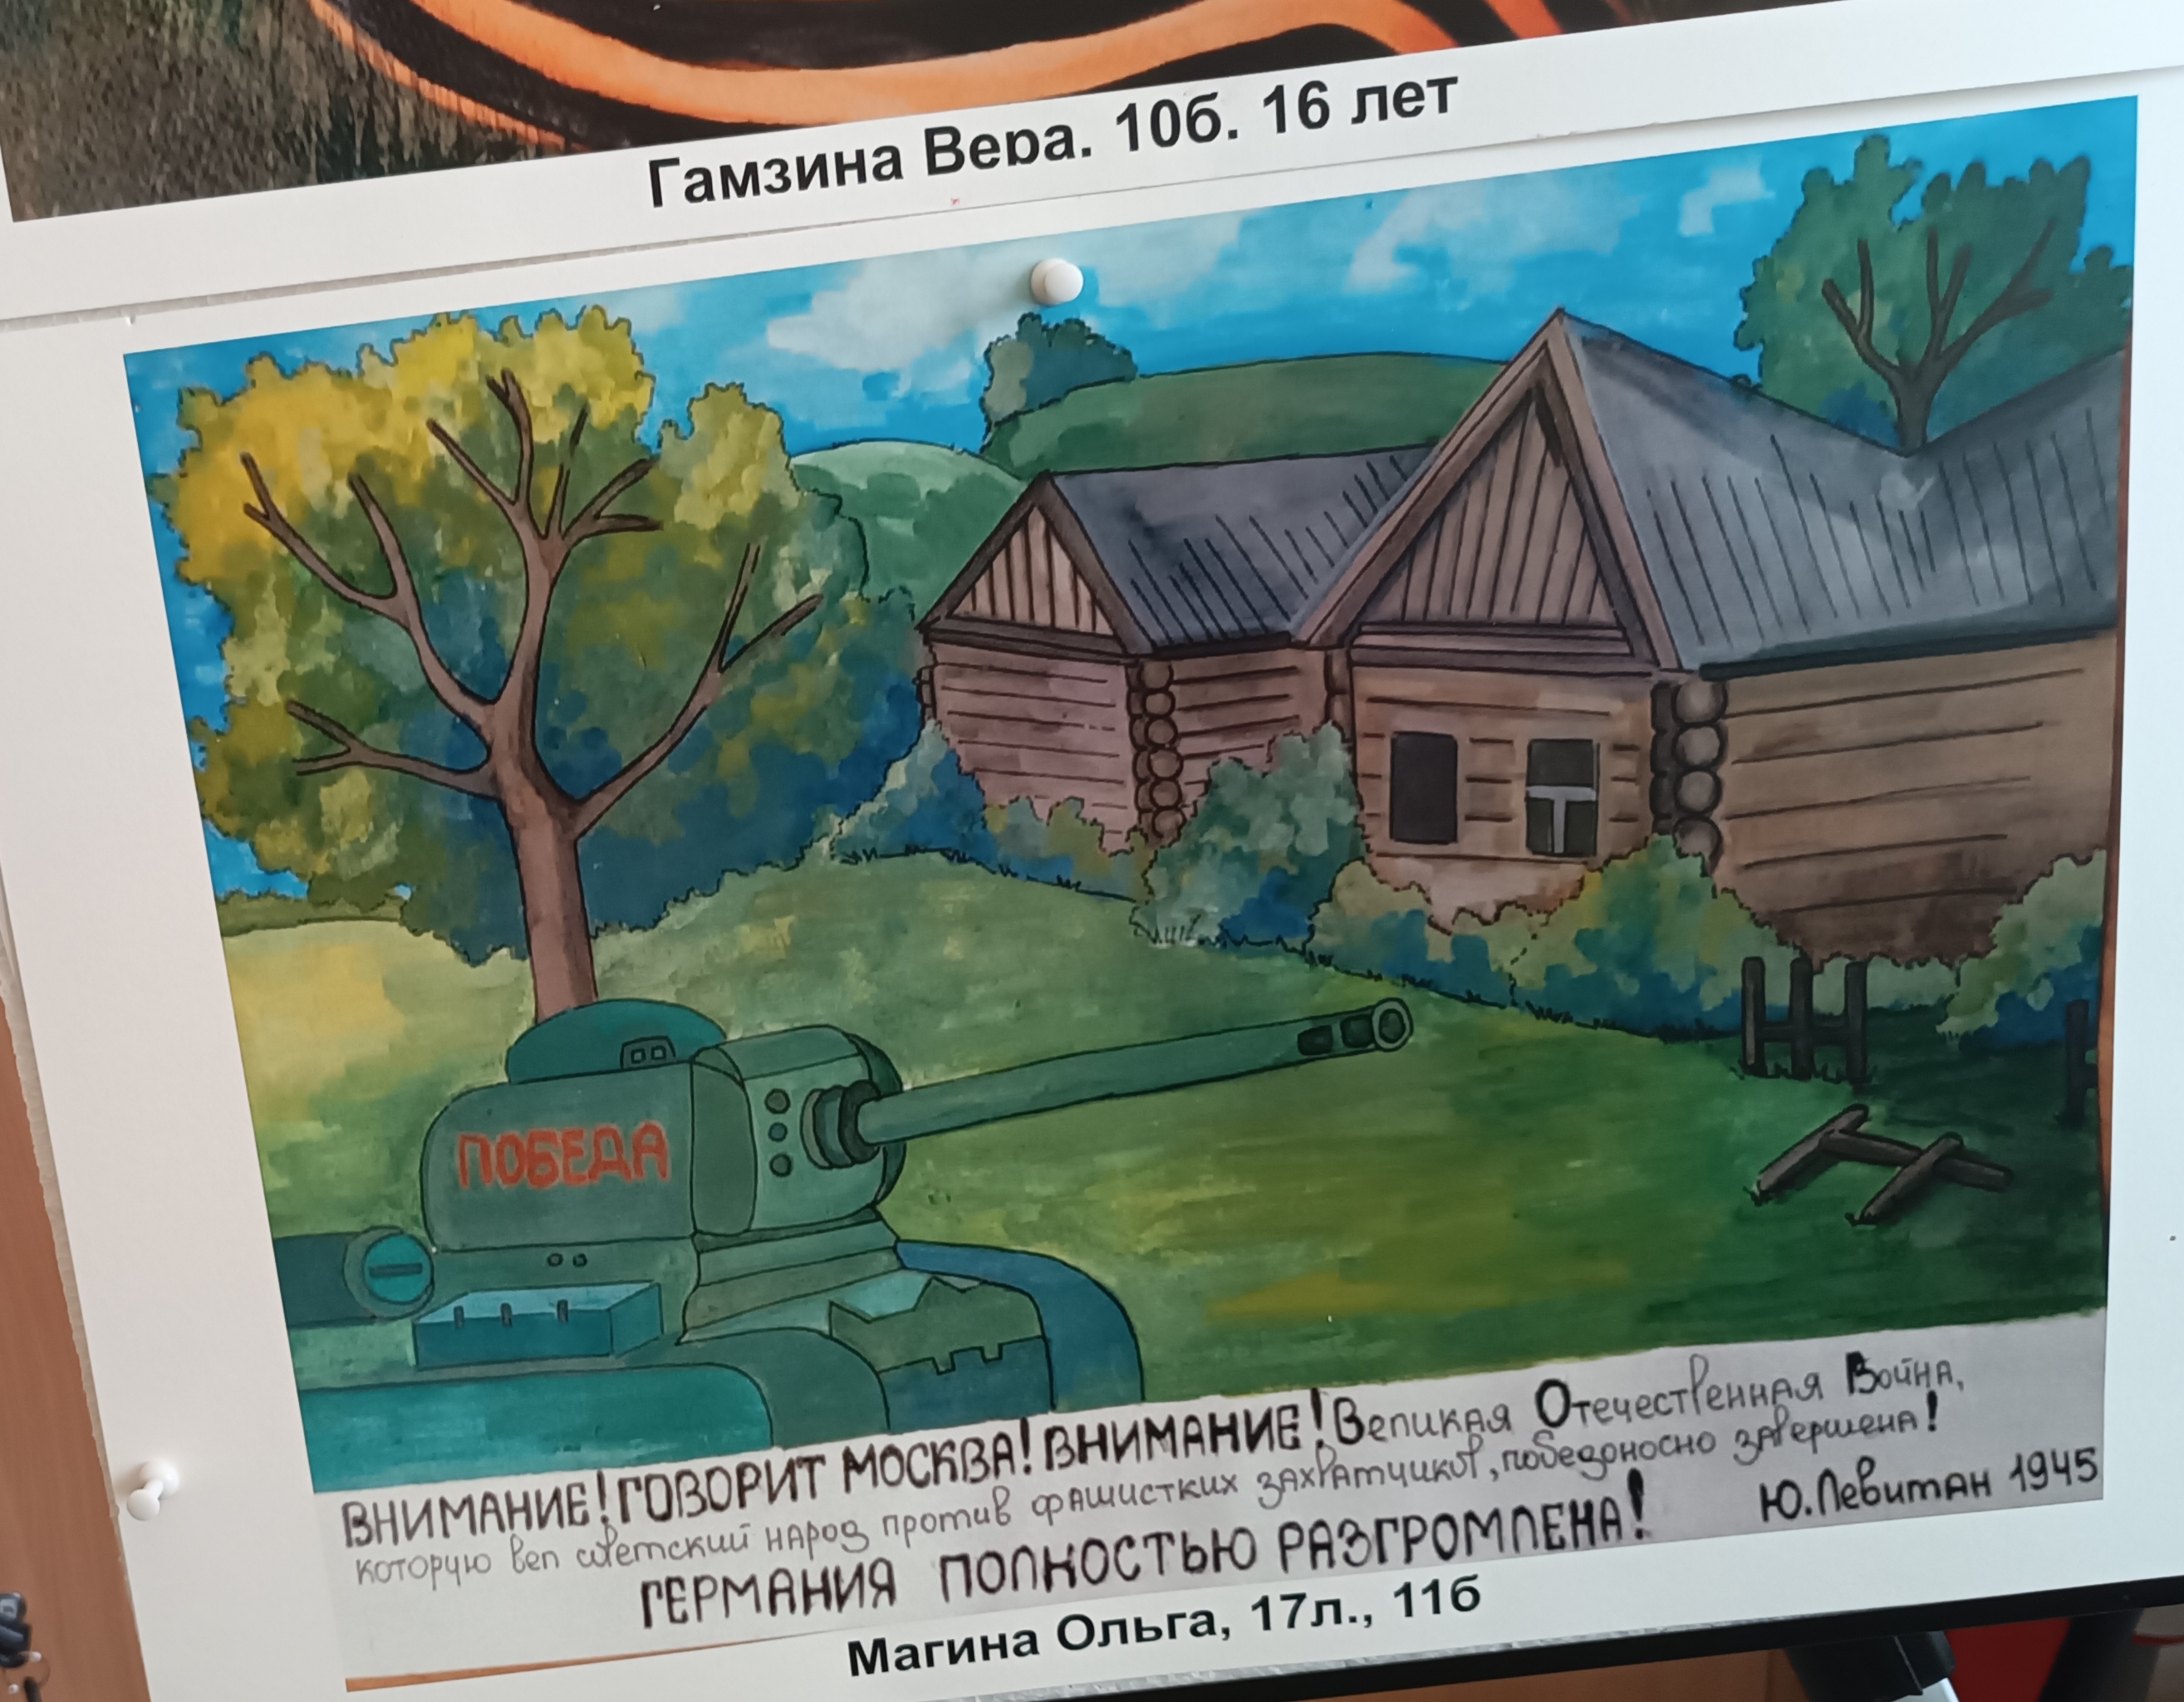 Гамзина Вера. 10б. 16 лет
ПОБЕДА
ВНИМАНИЕ! ГОВОРИТ МОСКВА! ВНИМАНИЕ! Великая Отечественная Война,
которую вел советский народ против фашистких захватчиков, победоносно завершена!
ГЕРМАНИЯ ПОЛНОСТЬЮ РАЗГРОМЛЕНА!
Ю. Левитан 1945
Магина Ольга, 17л., 11б